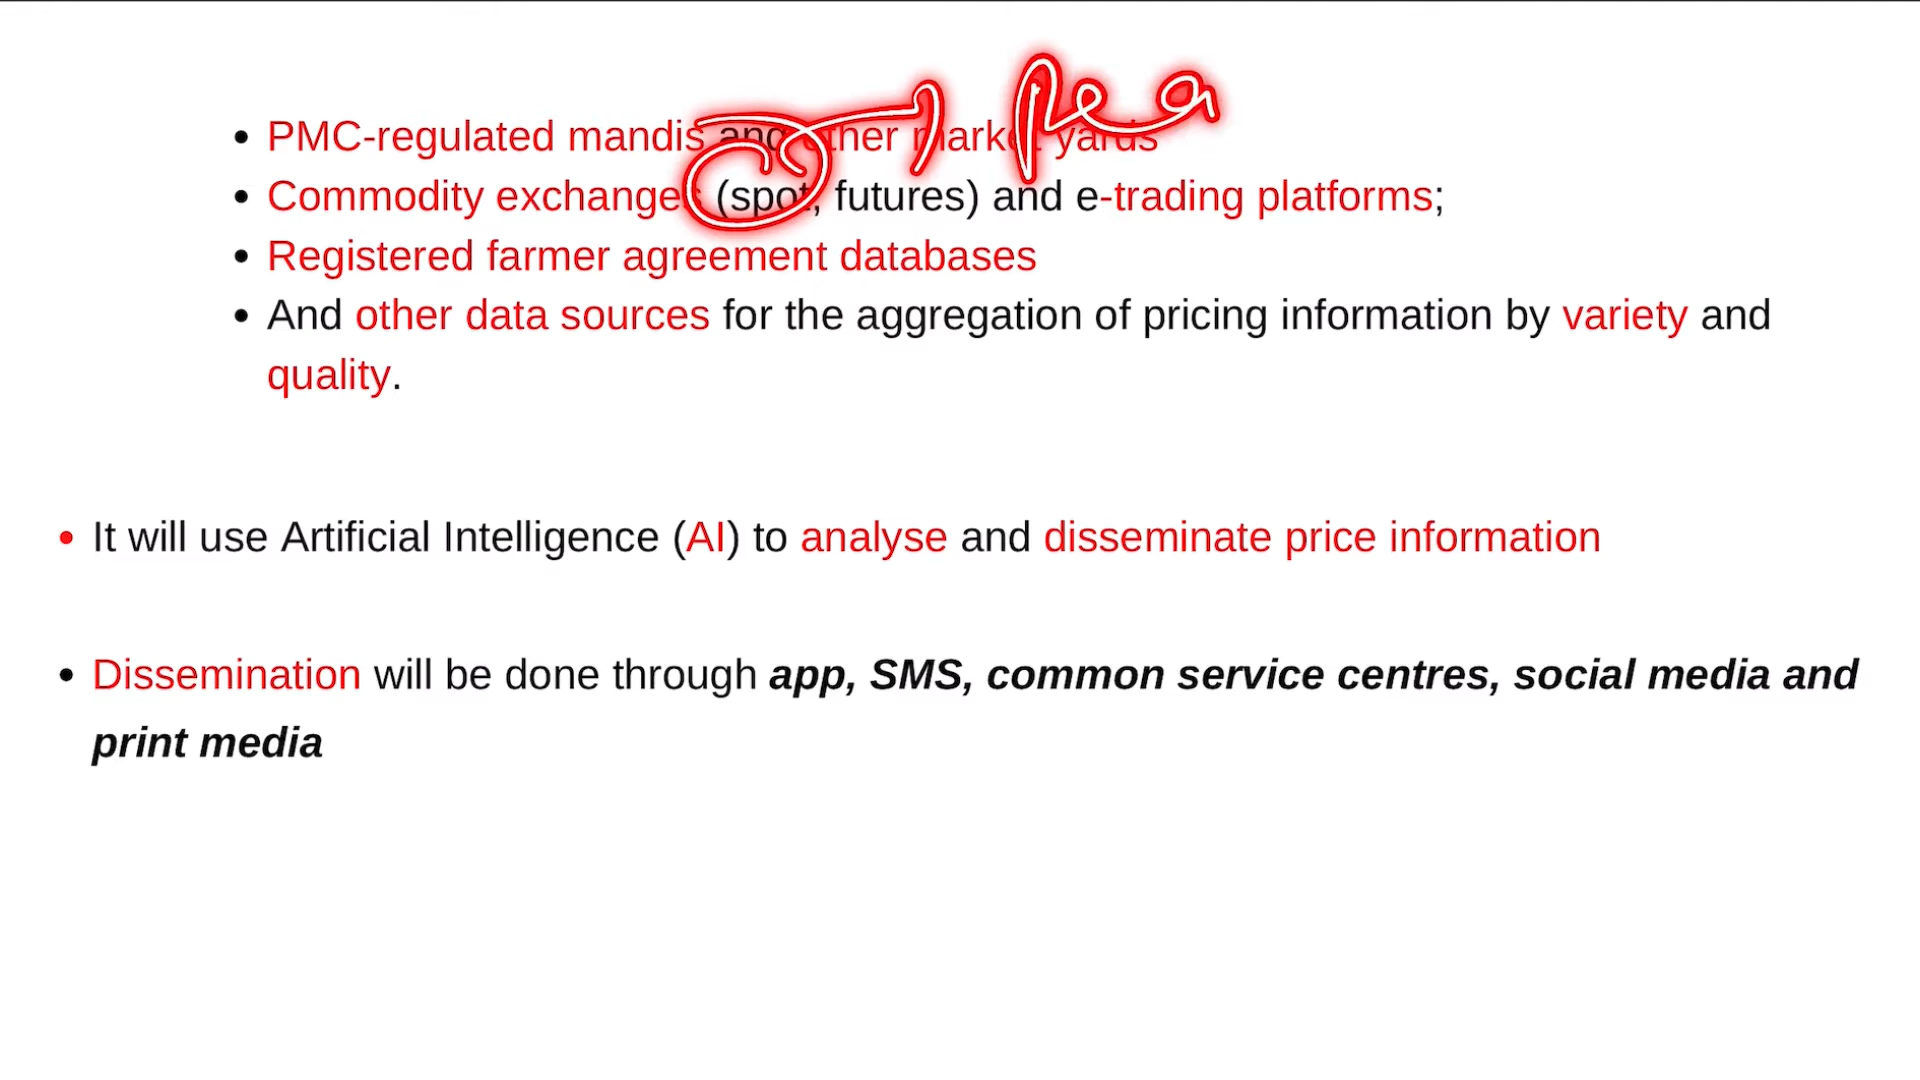 PMC-regulated mandis and other market yards
Commodity exchanges (spot, futures) and e-trading platforms;
Registered farmer agreement databases
And other data sources for the aggregation of pricing information by variety and
quality.
It will use Artificial Intelligence (AI) to analyse and disseminate price information
Dissemination will be done through app, SMS, common service centres, social media and
print media